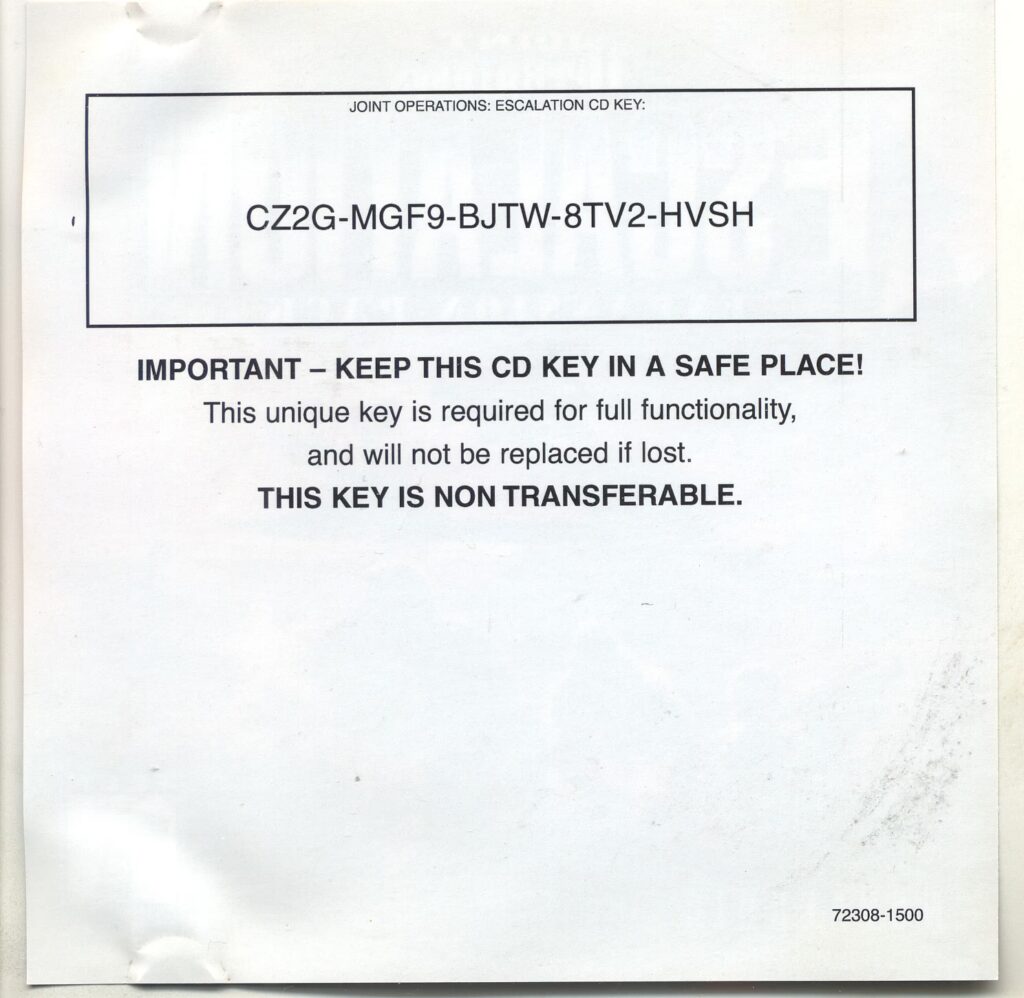 JOINT OPERATIONS: ESCALATION CD KEY:
CZ2G-MGF9-BJTW-8TV2-HVSH
IMPORTANT – KEEP THIS CD KEY IN A SAFE PLACE!
This unique key is required for full functionality,
and will not be replaced if lost.
THIS KEY IS NON TRANSFERABLE.
72308-1500